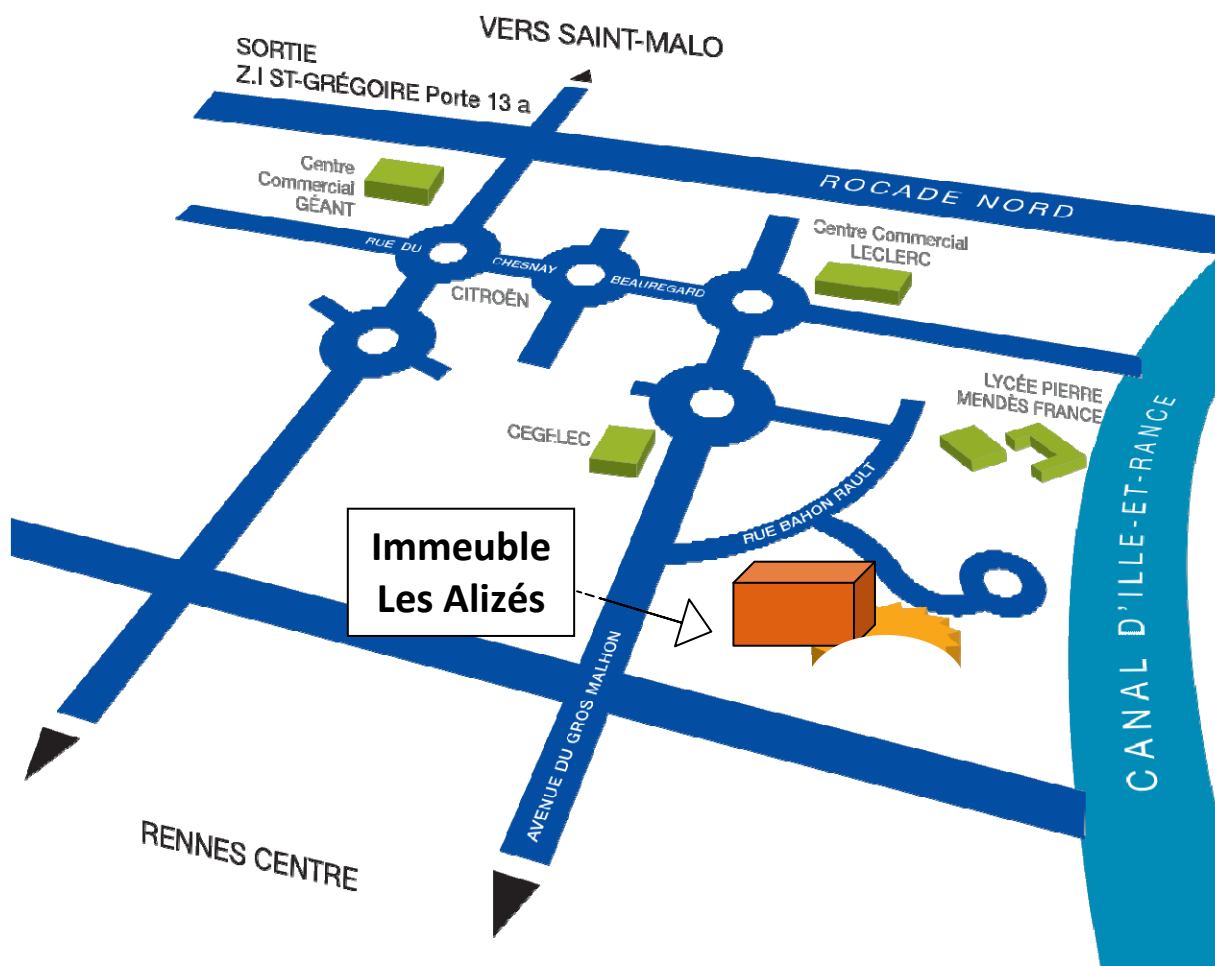 VERS SAINT-MALO
SORTIE
Z.I ST-GRÉGOIRE Porte 13 a
ROCADE NORD
Centre
Commercial
GÉANT
RUE DU
CHESNAY
BEAUREGARD
CITROËN
Centre Commercial
LECLERC
LYCÉE PIERRE
MENDÈS FRANCE
CEGELEC
RUE BAHON RAULT
Immeuble
Les Alizés
AVENUE DU GROS MALHON
CANAL D'ILLE-ET-RANCE
RENNES CENTRE